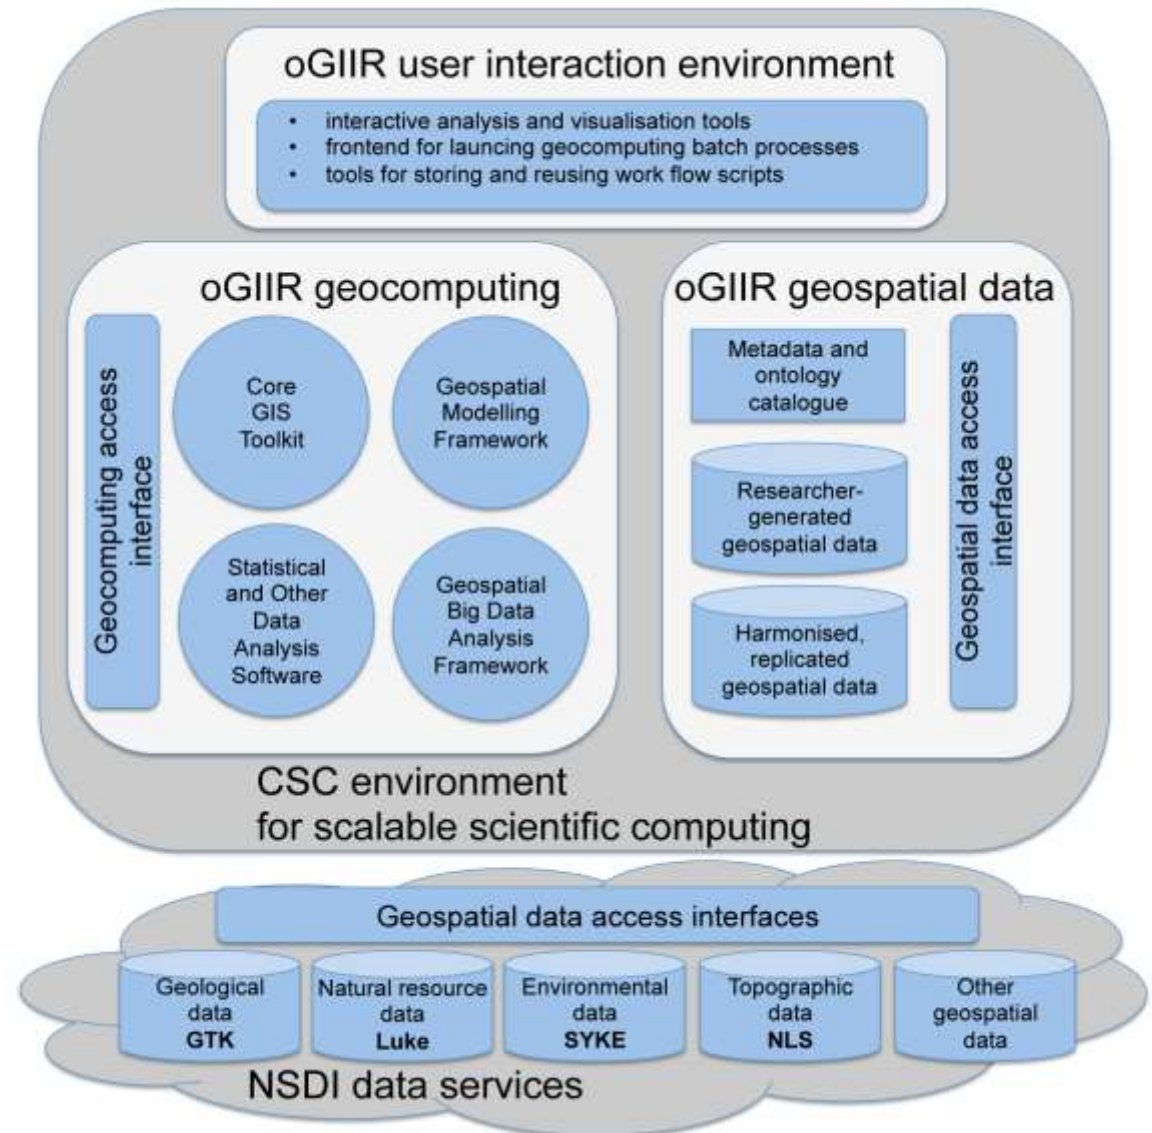 oGIIR user interaction environment
• interactive analysis and visualisation tools
• frontend for launcing geocomputing batch processes
• tools for storing and reusing work flow scripts
oGIIR geocomputing
Geocomputing access
interface
Core
GIS
Toolkit
Geospatial
Modelling
Framework
Statistical
and Other
Data
Analysis
Software
Geospatial
Big Data
Analysis
Framework
oGIIR geospatial data
Metadata and
ontology
catalogue
Researcher-
generated
geospatial data
Harmonised,
replicated
geospatial data
Geospatial data access
interface
CSC environment
for scalable scientific computing
Geospatial data access interfaces
Geological
data
GTK
Natural resource
data
Luke
Environmental
data
SYKE
Topographic
data
NLS
Other
geospatial
data
NSDI data services